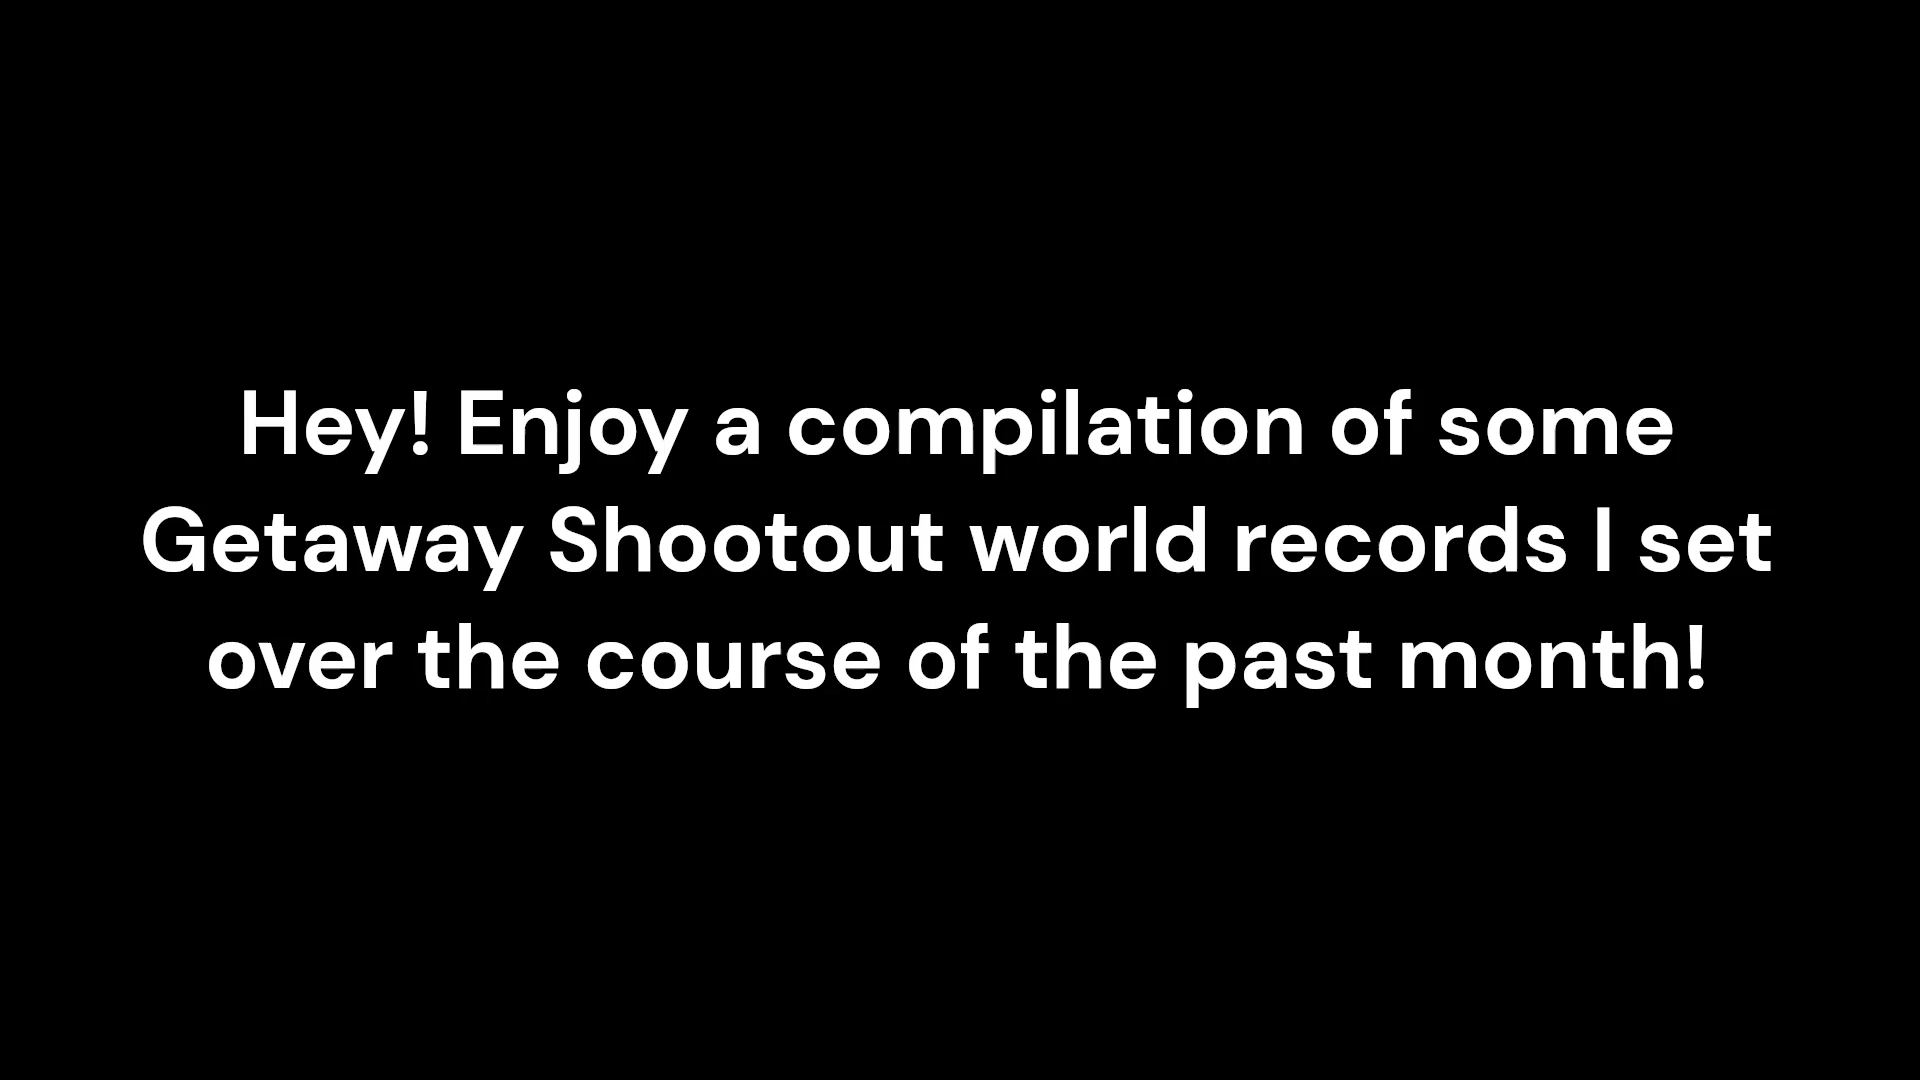 Hey! Enjoy a compilation of some
Getaway Shootout world records I set
over the course of the past month!